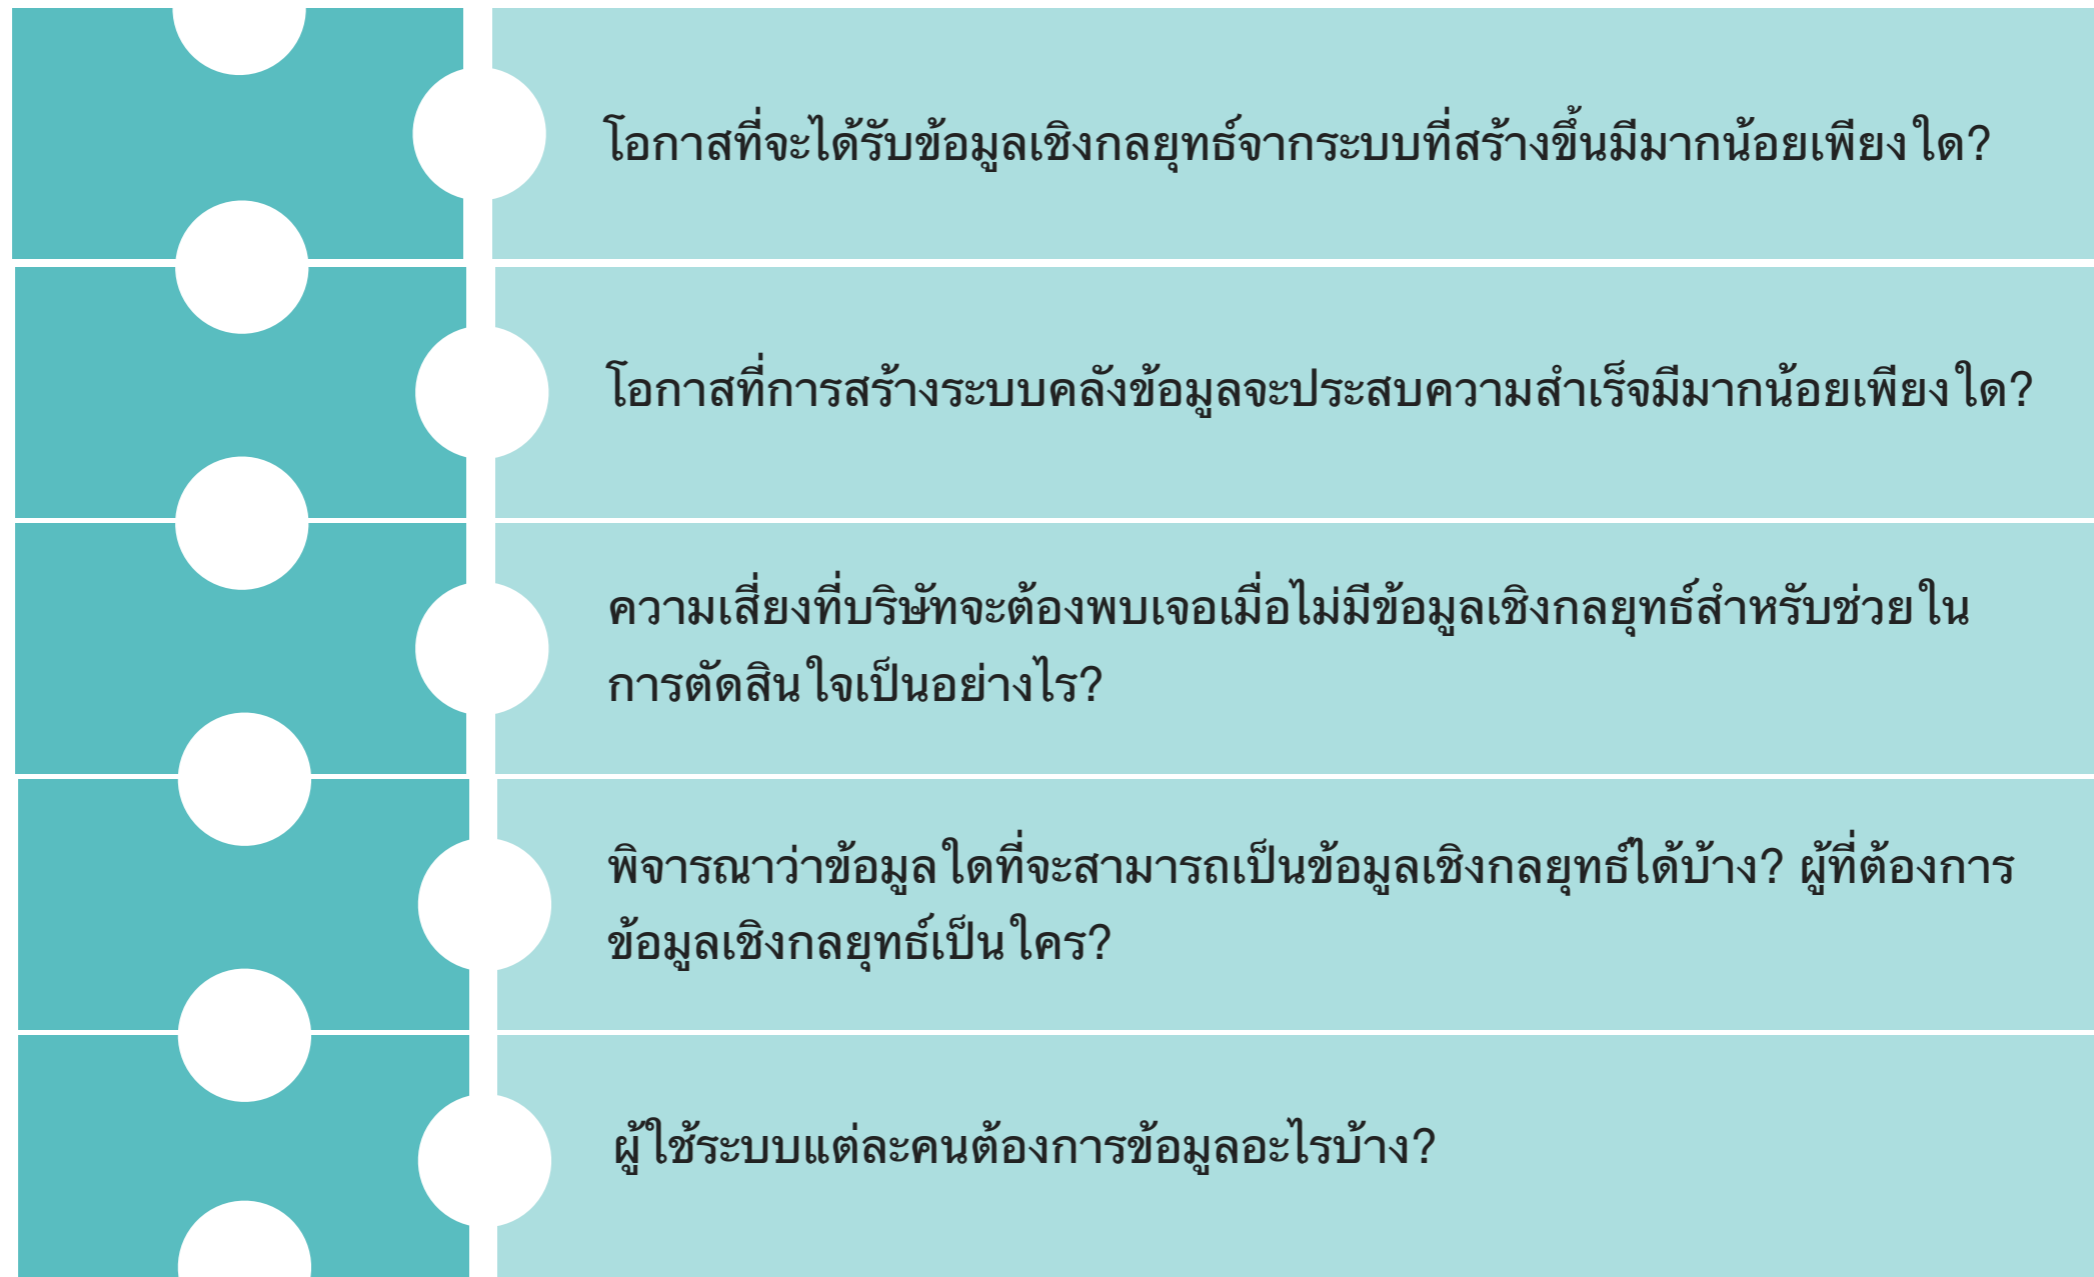 โอกาสที่จะได้รับข้อมูลเชิงกลยุทธ์จากระบบที่สร้างขึ้นมีมากน้อยเพียงใด?
โอกาสที่การสร้างระบบคลังข้อมูลจะประสบความสำเร็จมีมากน้อยเพียงใด?
ความเสี่ยงที่บริษัทจะต้องพบเจอเมื่อไม่มีข้อมูลเชิงกลยุทธ์สำหรับช่วยใน
การตัดสินใจเป็นอย่างไร?
พิจารณาว่าข้อมูลใดที่จะสามารถเป็นข้อมูลเชิงกลยุทธ์ได้บ้าง? ผู้ที่ต้องการ
ข้อมูลเชิงกลยุทธ์เป็นใคร?
ผู้ใช้ระบบแต่ละคนต้องการข้อมูลอะไรบ้าง?